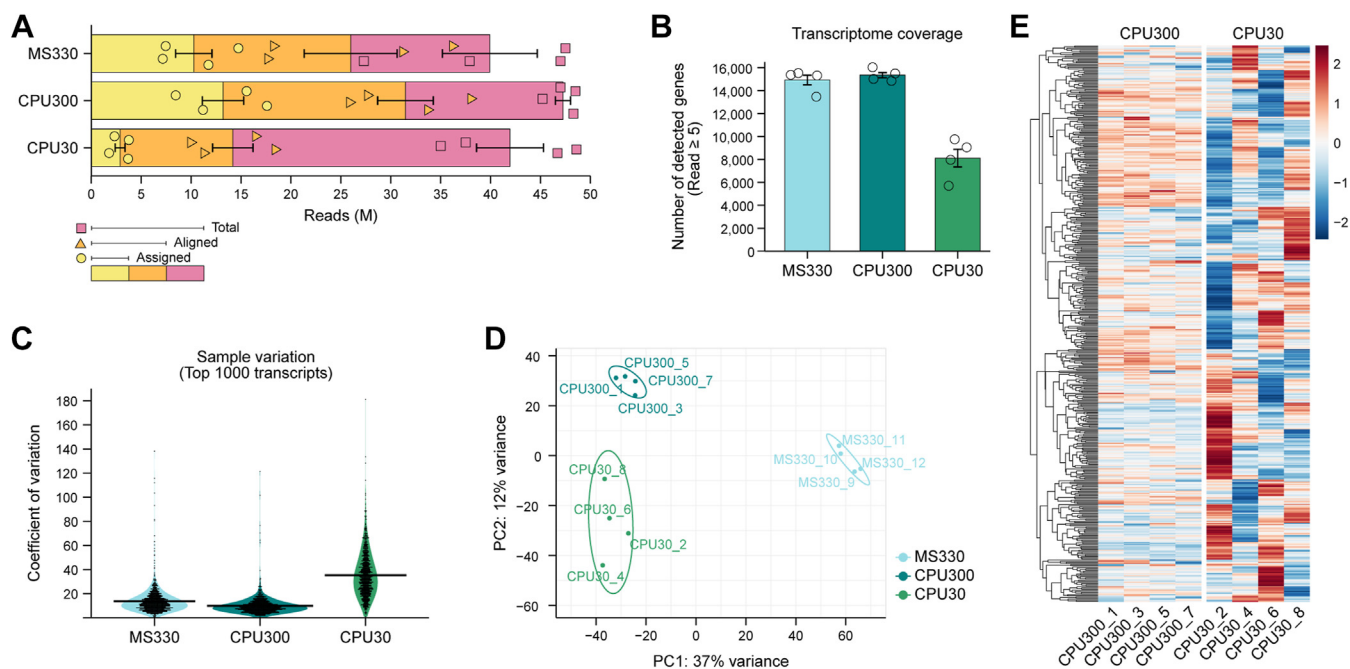 A
MS330
CPU300
CPU30
0 5 10 15 20 25 30 35 40 45 50
Reads (M)
Total
Aligned
Assigned
B
Transcriptome coverage
Number of detected genes
(Read ≥ 5)
16,000
14,000
12,000
10,000
8,000
6,000
4,000
2,000
0
MS330 CPU300 CPU30
C
Sample variation
(Top 1000 transcripts)
Coefficient of variation
180
160
140
120
100
80
60
40
20
MS330 CPU300 CPU30
D
PC2: 12% variance
40
20
0
−20
−40
−60
CPU300_5
CPU300_7
CPU300_1
CPU300_3
MS330_11
MS330_10
MS330_12
MS330_9
CPU30_8
CPU30_6
CPU30_2
CPU30_4
−40 −20 0 20 40 60
PC1: 37% variance
MS330
CPU300
CPU30
E
CPU300 CPU30
2
1
0
−1
−2
CPU300_1
CPU300_3
CPU300_5
CPU300_7
CPU30_2
CPU30_4
CPU30_6
CPU30_8